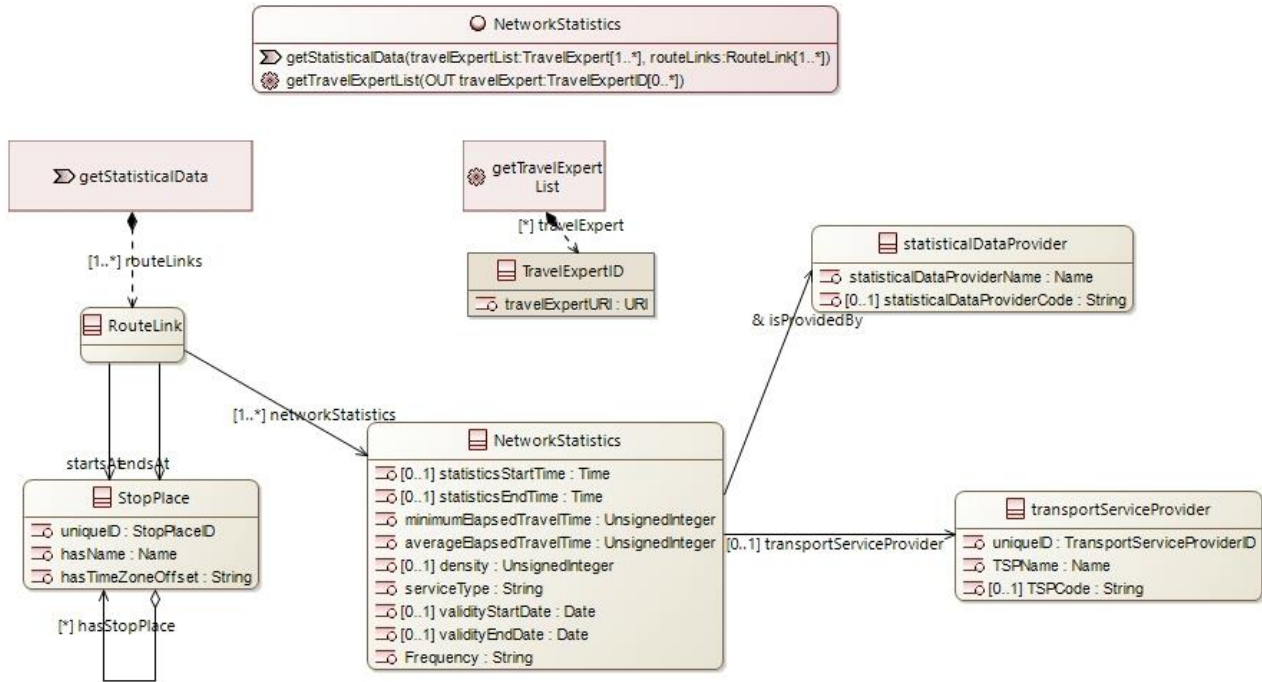 NetworkStatistics
getStatisticalData(travelExpertList:TravelExpert[1..*], routeLinks:RouteLink[1..*])
getTravelExpertList(OUT travelExpert:TravelExpertID[0..*])
getStatisticalData
[1..*] routeLinks
RouteLink
getTravelExpert
List
[*] travelExpert
TravelExpertID
travelExpertURI : URI
statisticalDataProvider
statisticalDataProviderName : Name
[0..1] statisticalDataProviderCode : String
& isProvidedBy
[1..*] networkStatistics
startsAt
endsAt
StopPlace
uniqueID : StopPlaceID
hasName : Name
hasTimeZoneOffset : String
[*] hasStopPlace
NetworkStatistics
[0..1] statisticsStartTime : Time
[0..1] statisticsEndTime : Time
minimumElapsedTravelTime : UnsignedInteger
averageElapsedTravelTime : UnsignedInteger
[0..1] density : UnsignedInteger
serviceType : String
[0..1] validityStartDate : Date
[0..1] validityEndDate : Date
Frequency : String
[0..1] transportServiceProvider
transportServiceProvider
uniqueID : TransportServiceProviderID
TSPName : Name
[0..1] TSPCode : String